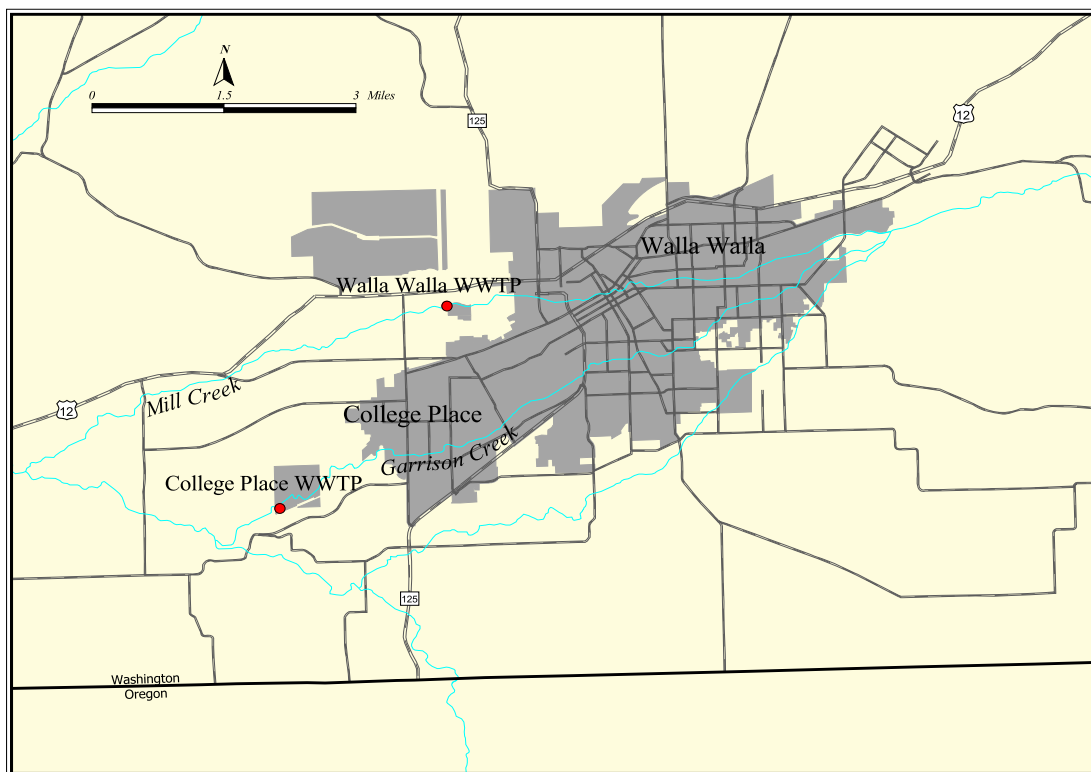 N
0 1.5 3 Miles
125
12
Walla Walla
Walla Walla WWTP
Mill Creek
12
College Place
Garrison Creek
College Place WWTP
125
Washington
Oregon